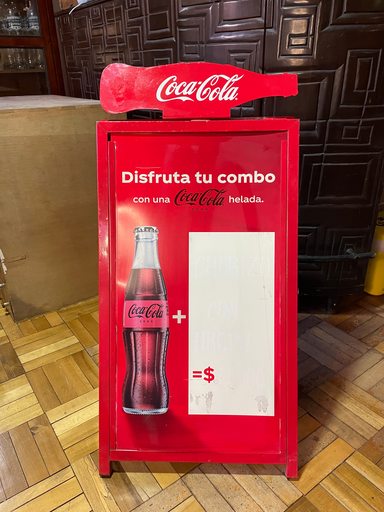 Coca-Cola
Disfruta tu combo
con una Coca-Cola helada.
Coca-Cola
+
=$